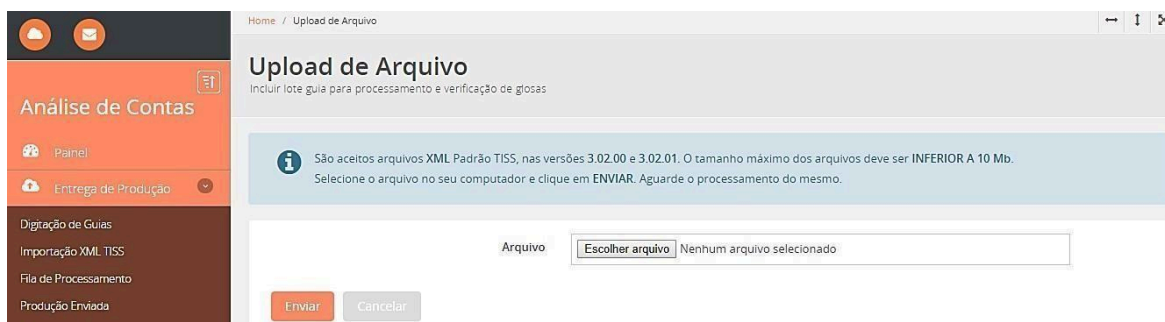 Home / Upload de Arquivo
Upload de Arquivo
Incluir lote guia para processamento e verificação de glosas
Análise de Contas
Painel
Entrega de Produção
Digitação de Guias
Importação XML TISS
Fila de Processamento
Produção Enviada
São aceitos arquivos XML Padrão TISS, nas versões 3.02.00 e 3.02.01. O tamanho máximo dos arquivos deve ser INFERIOR A 10 Mb.
Selecione o arquivo no seu computador e clique em ENVIAR. Aguarde o processamento do mesmo.
Arquivo Escolher arquivo Nenhum arquivo selecionado
Enviar Cancelar